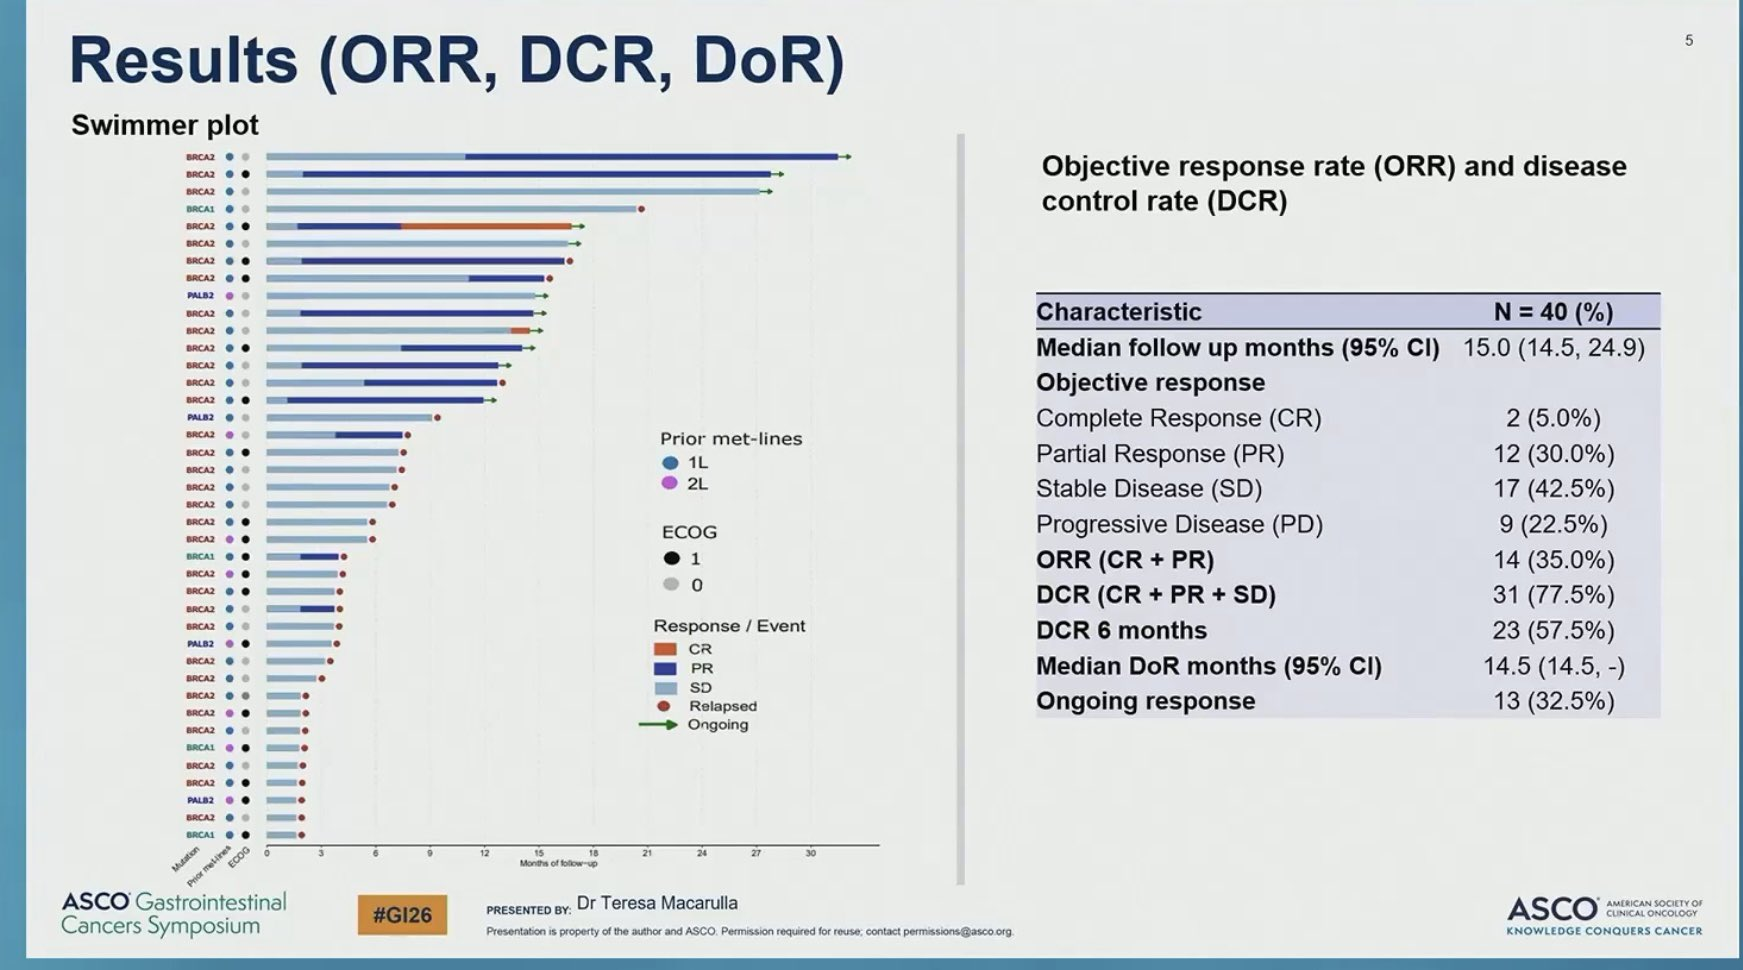 Results (ORR, DCR, DoR)
5
Swimmer plot
BRCA2
BRCA2
BRCA2
BRCA1
BRCA2
BRCA2
BRCA2
BRCA2
PALB2
BRCA2
BRCA2
BRCA2
BRCA2
BRCA2
BRCA2
PALB2
BRCA2
BRCA2
BRCA2
BRCA2
BRCA2
BRCA2
BRCA2
BRCA1
BRCA2
BRCA2
BRCA2
BRCA2
PALB2
BRCA2
BRCA2
BRCA2
BRCA2
BRCA2
BRCA1
BRCA2
BRCA2
PALB2
BRCA2
BRCA1
Mutation
Prior met-lines
ECOG
0 3 6 9 12 15 18 21 24 27 30
Months of follow-up
Prior met-lines
1L
2L
ECOG
1
0
Response / Event
CR
PR
SD
Relapsed
Ongoing
Objective response rate (ORR) and disease
control rate (DCR)
Characteristic N = 40 (%)
Median follow up months (95% CI) 15.0 (14.5, 24.9)
Objective response
Complete Response (CR) 2 (5.0%)
Partial Response (PR) 12 (30.0%)
Stable Disease (SD) 17 (42.5%)
Progressive Disease (PD) 9 (22.5%)
ORR (CR + PR) 14 (35.0%)
DCR (CR + PR + SD) 31 (77.5%)
DCR 6 months 23 (57.5%)
Median DoR months (95% CI) 14.5 (14.5, -)
Ongoing response 13 (32.5%)
ASCO Gastrointestinal
Cancers Symposium
#GI26
PRESENTED BY: Dr Teresa Macarulla
Presentation is property of the author and ASCO. Permission required for reuse; contact permissions@asco.org.
ASCO AMERICAN SOCIETY OF
CLINICAL ONCOLOGY
KNOWLEDGE CONQUERS CANCER